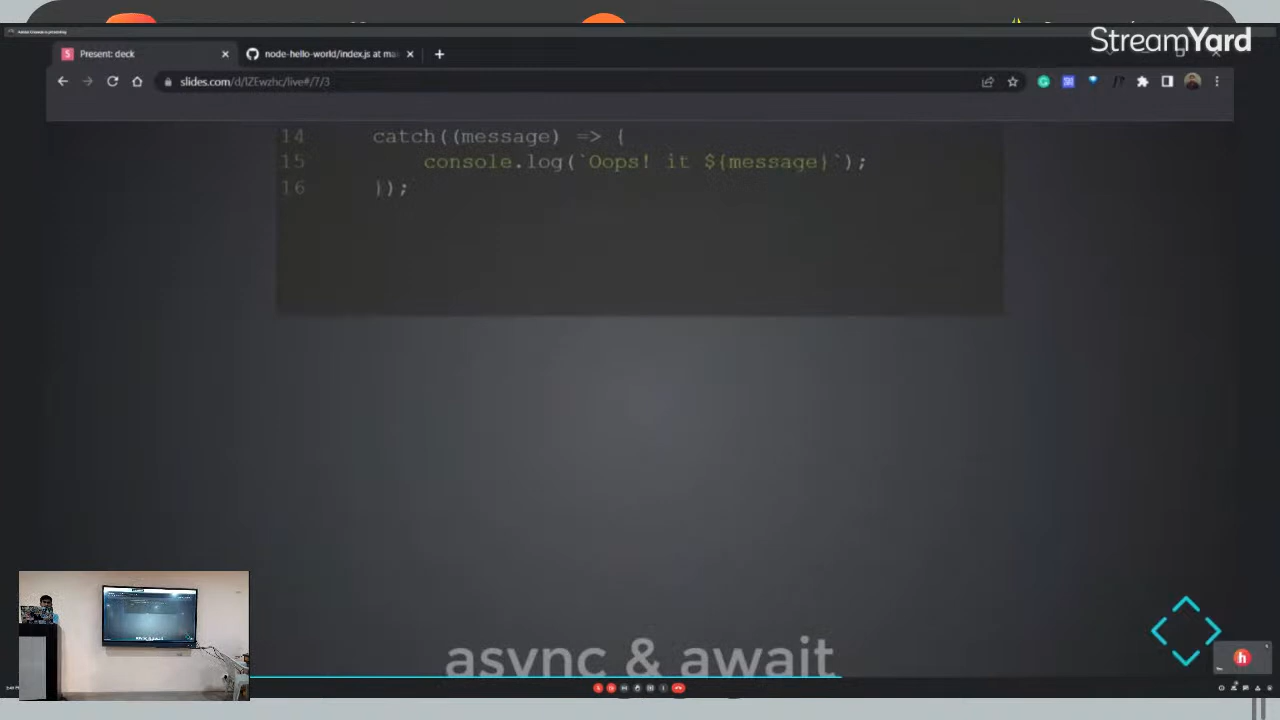 StreamYard
Present: deck
node-hello-world/index.js at ma
slides.com/d/IZEwzhc/live#/7/3
14 catch((message) => {
15 console.log(`Oops! it ${message}`);
16 });
async & await
h